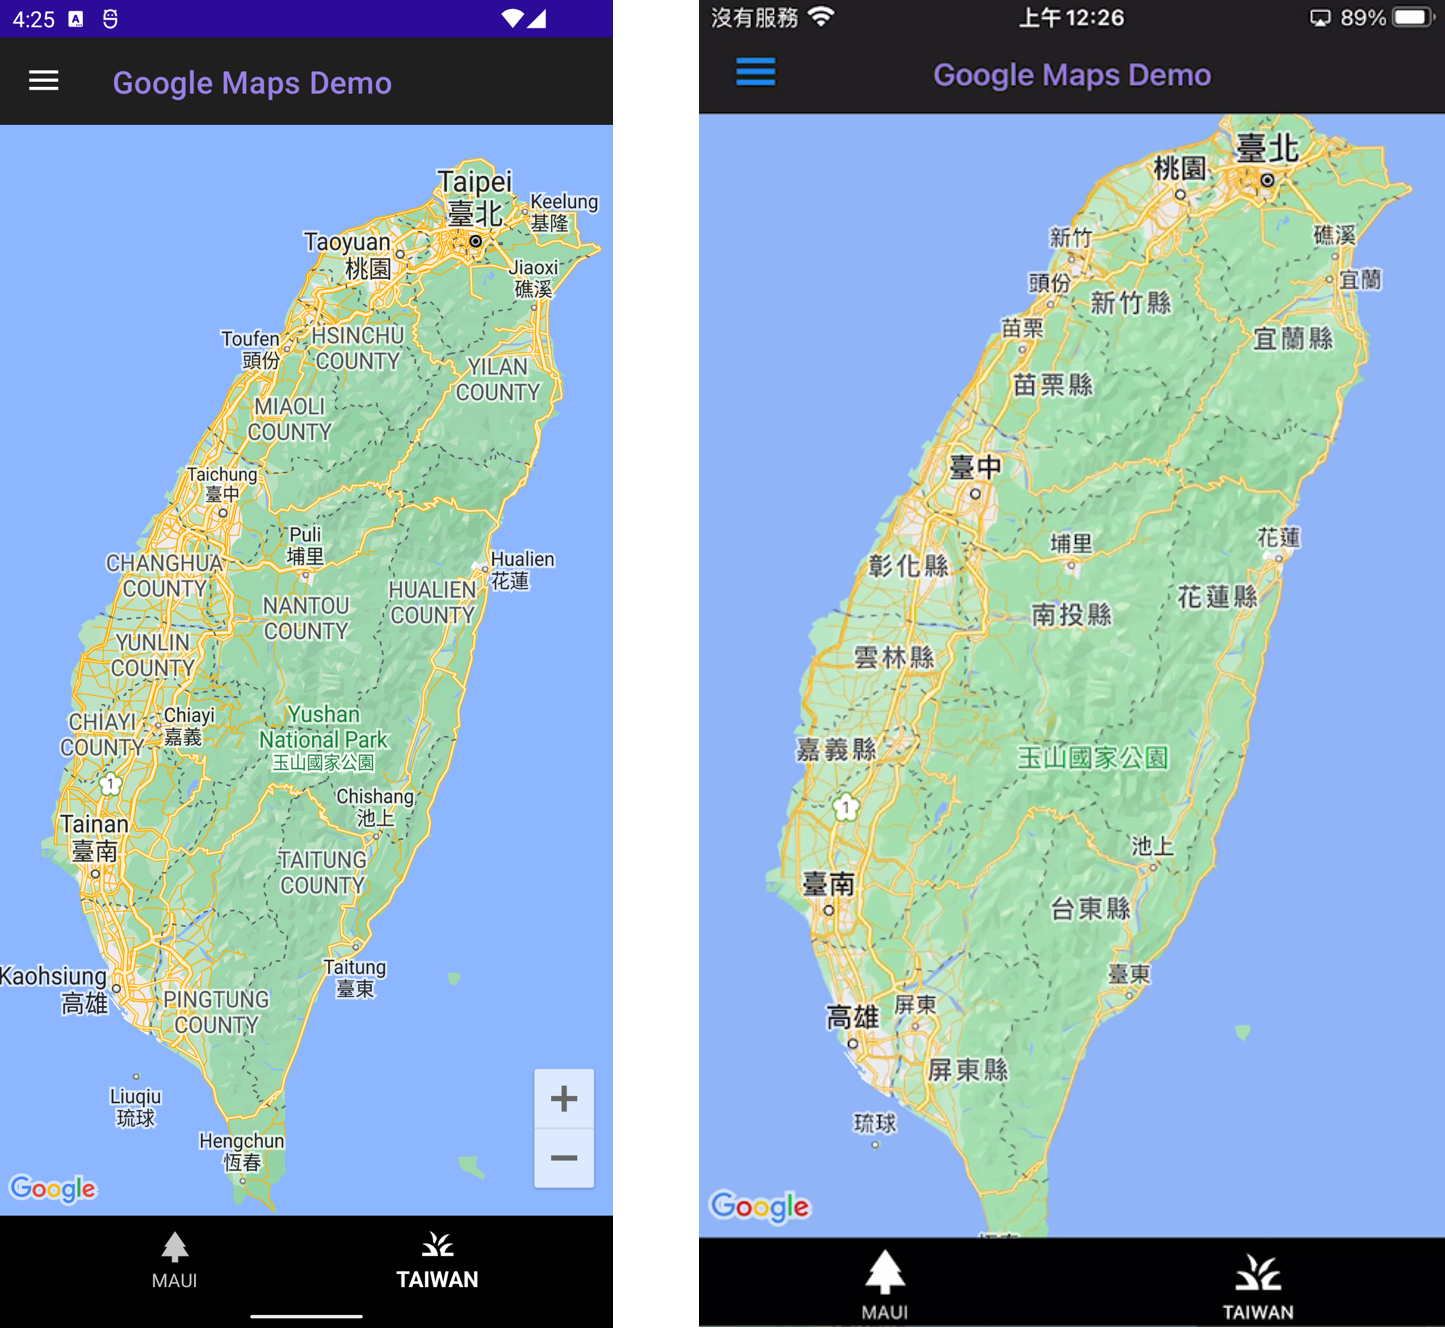 4:25
Google Maps Demo
Taipei
臺北
Keelung
基隆
Taoyuan
桃園
Jiaoxi
礁溪
Toufen
頭份
HSINCHU
COUNTY
YILAN
COUNTY
MIAOLI
COUNTY
Taichung
臺中
Puli
埔里
CHANGHUA
COUNTY
Hualien
花蓮
HUALIEN
COUNTY
NANTOU
COUNTY
YUNLIN
COUNTY
CHIAYI
COUNTY
Chiayi
嘉義
Yushan
National Park
玉山國家公園
1
Chishang
池上
Tainan
臺南
TAITUNG
COUNTY
Taitung
臺東
Kaohsiung
高雄
PINGTUNG
COUNTY
Liuqiu
琉球
Hengchun
恆春
+
−
Google
MAUI
TAIWAN
沒有服務
上午12:26
89%
Google Maps Demo
臺北
桃園
新竹
礁溪
頭份
宜蘭
新竹縣
苗栗
宜蘭縣
苗栗縣
臺中
花蓮
埔里
彰化縣
花蓮縣
南投縣
雲林縣
嘉義縣
玉山國家公園
1
池上
臺南
台東縣
臺東
屏東
高雄
屏東縣
琉球
Google
MAUI
TAIWAN